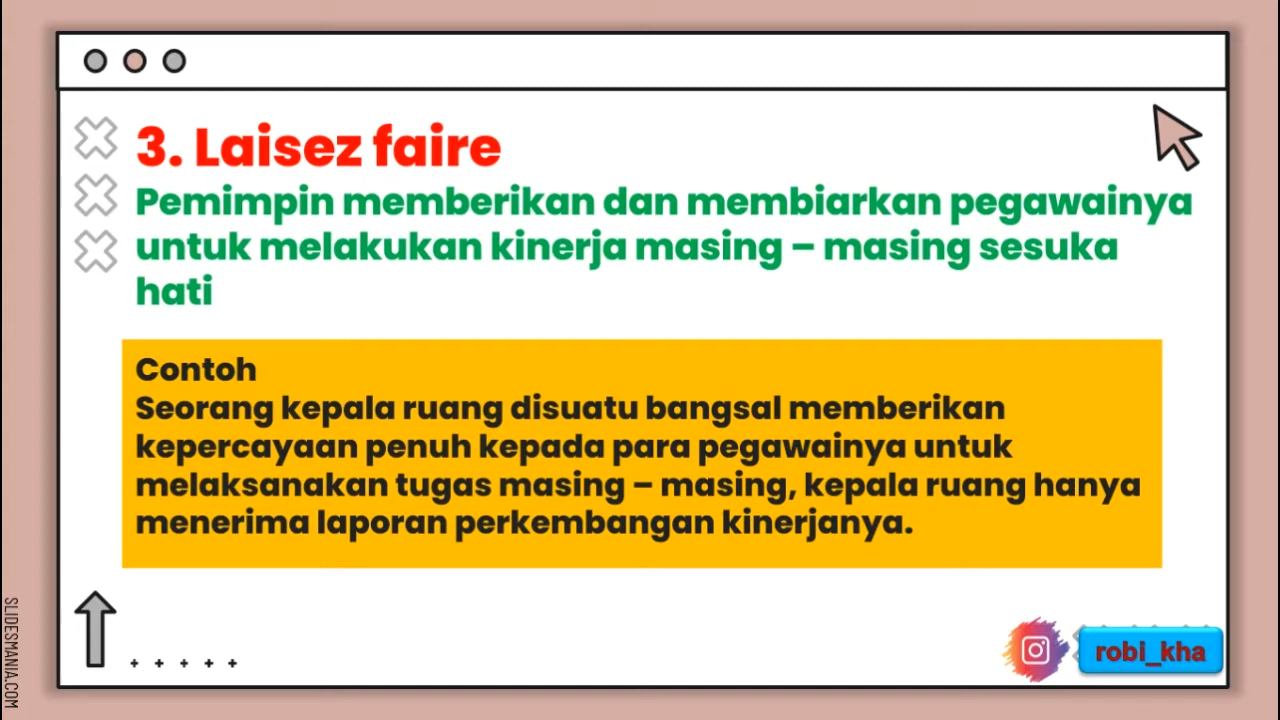 3. Laisez faire
Pemimpin memberikan dan membiarkan pegawainya
untuk melakukan kinerja masing – masing sesuka
hati
Contoh
Seorang kepala ruang disuatu bangsal memberikan
kepercayaan penuh kepada para pegawainya untuk
melaksanakan tugas masing – masing, kepala ruang hanya
menerima laporan perkembangan kinerjanya.
robi_kha
SLIDESMANIA.COM